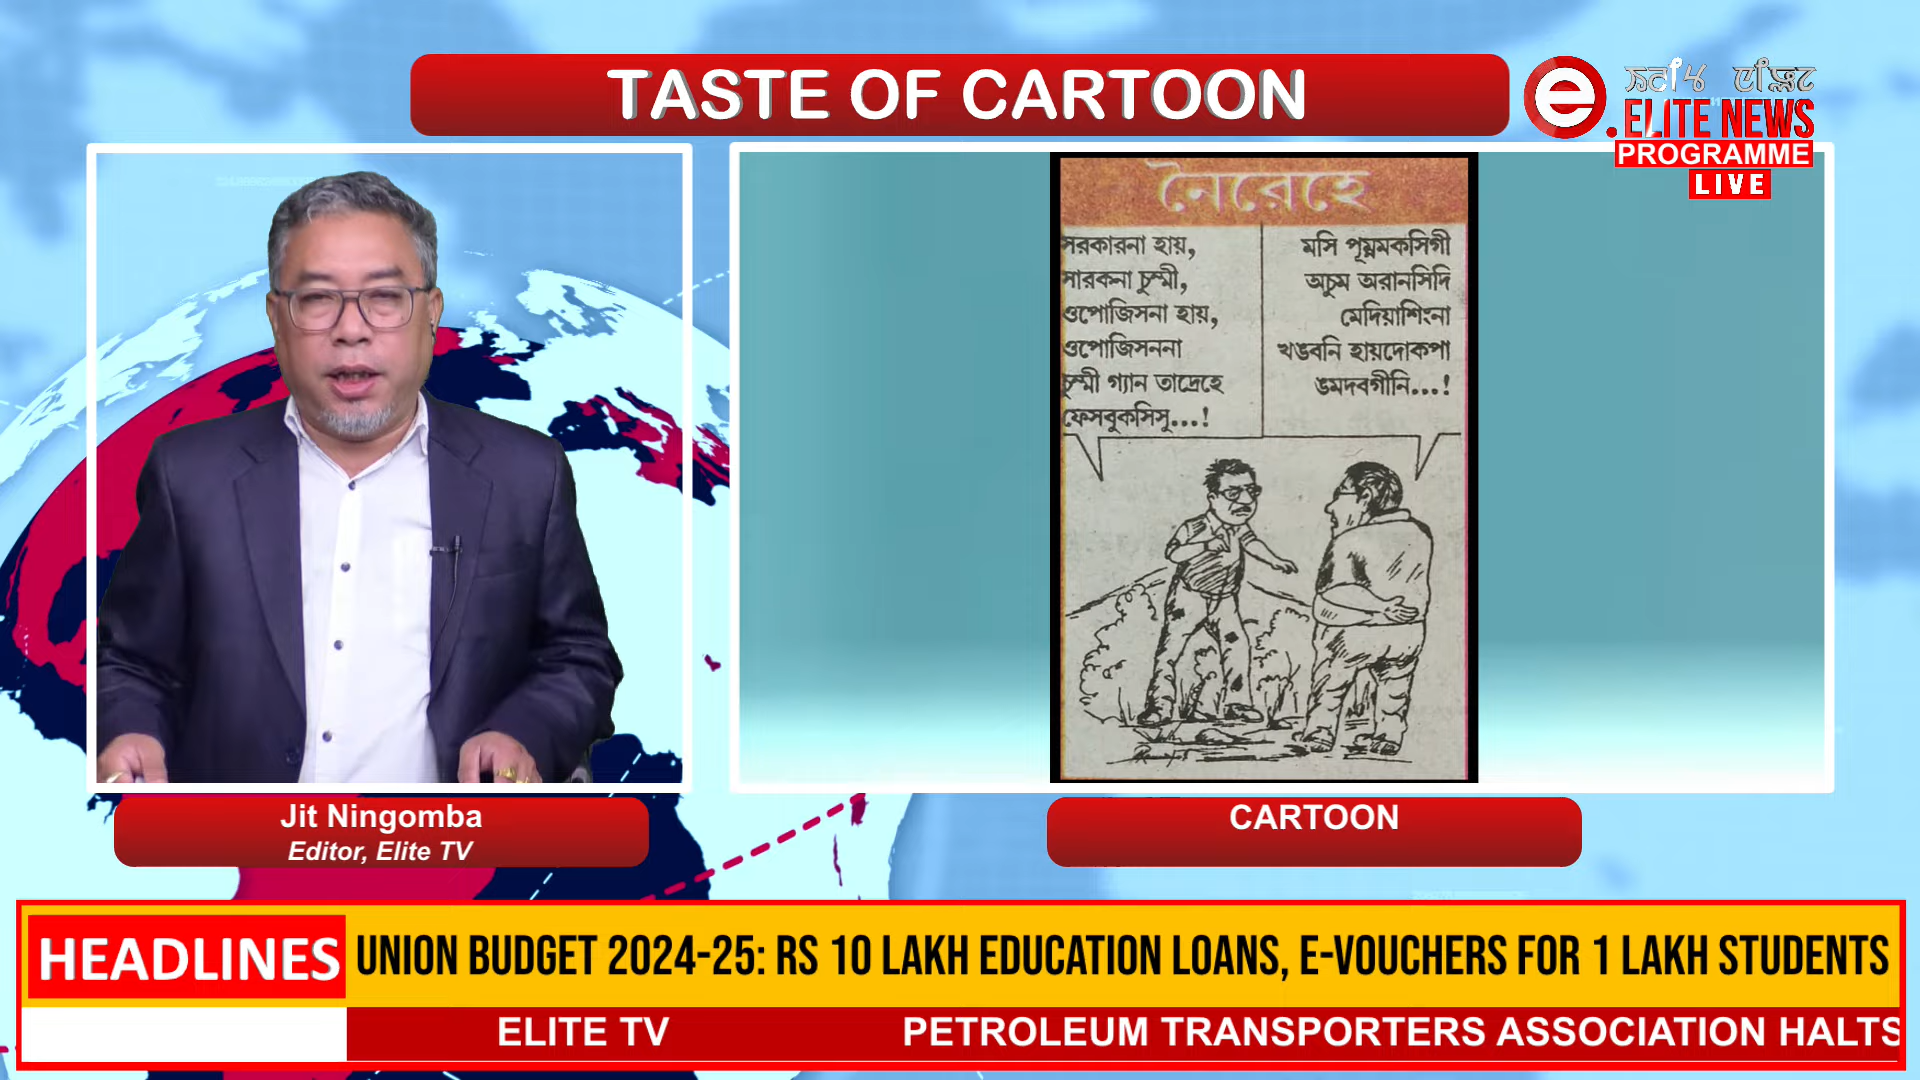 TASTE OF CARTOON
ELITE NEWS
PROGRAMME
LIVE
নৈরেহে
সরকারনা হায়,
সারকনা চুম্মী,
ওপোজিসনা হায়,
ওপোজিসননা
চুম্মী গ্যান তাদ্রেহে
ফেসবুকসিসু...!
মসি পূম্নমকসিগী
অচুম অরানসিদি
মেদিয়াশিংনা
খঙবনি হায়দোকপা
ঙমদবগীনি...!
Jit Ningomba
Editor, Elite TV
CARTOON
HEADLINES
UNION BUDGET 2024-25: RS 10 LAKH EDUCATION LOANS, E-VOUCHERS FOR 1 LAKH STUDENTS
ELITE TV
PETROLEUM TRANSPORTERS ASSOCIATION HALTS